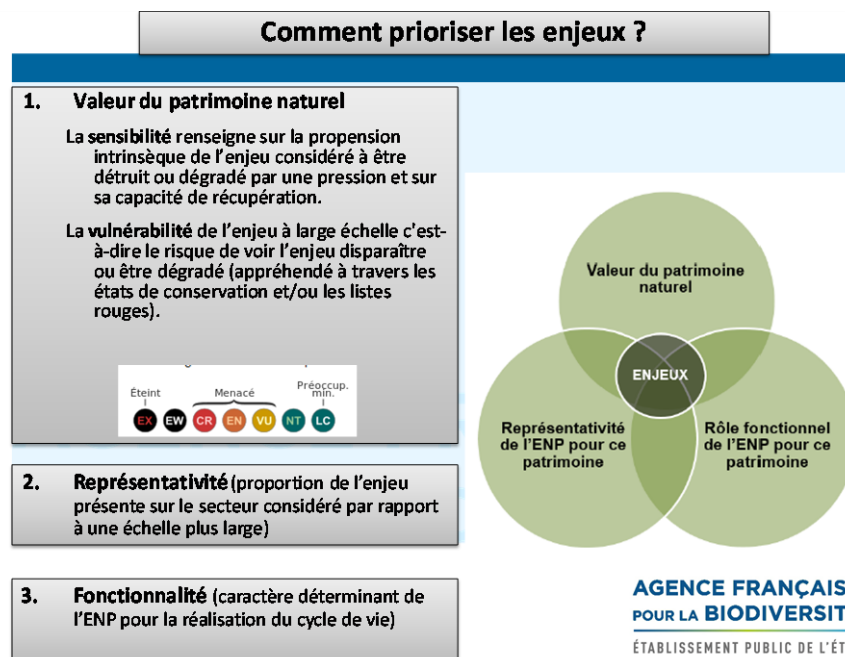 Comment prioriser les enjeux ?
1. Valeur du patrimoine naturel
La sensibilité renseigne sur la propension
intrinsèque de l'enjeu considéré à être
détruit ou dégradé par une pression et sur
sa capacité de récupération.
La vulnérabilité de l'enjeu à large échelle c'est-
à-dire le risque de voir l'enjeu disparaître
ou être dégradé (appréhendé à travers les
états de conservation et/ou les listes
rouges).
Éteint Menacé Préoccup.
min.
EX EW CR EN VU NT LC
2. Représentativité (proportion de l'enjeu
présente sur le secteur considéré par rapport
à une échelle plus large)
3. Fonctionnalité (caractère déterminant de
l'ENP pour la réalisation du cycle de vie)
Valeur du patrimoine
naturel
ENJEUX
Représentativité
de l'ENP pour ce
patrimoine
Rôle fonctionnel
de l'ENP pour ce
patrimoine
AGENCE FRANÇAIS
POUR LA BIODIVERSIT
ÉTABLISSEMENT PUBLIC DE L'ÉT